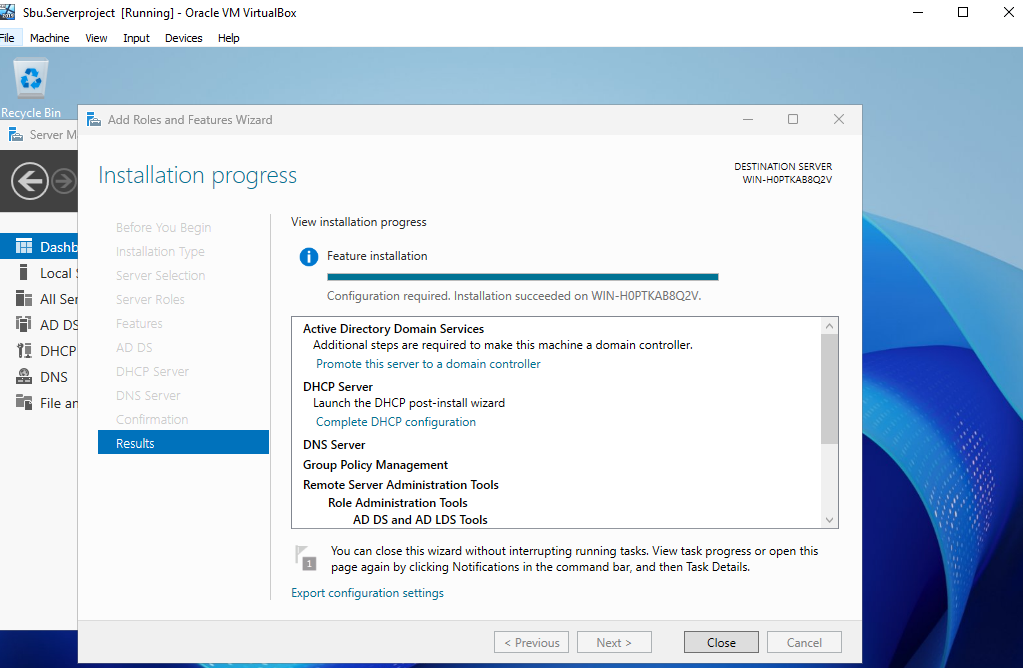 Sbu.Serverproject [Running] - Oracle VM VirtualBox
File Machine View Input Devices Help
Recycle Bin
Server M
Add Roles and Features Wizard
Installation progress
DESTINATION SERVER
WIN-H0PTKAB8Q2V
Before You Begin
Installation Type
Server Selection
Server Roles
Features
AD DS
DHCP Server
DNS Server
Confirmation
Results
Dashb
Local S
All Ser
AD DS
DHCP
DNS
File an
View installation progress
Feature installation
Configuration required. Installation succeeded on WIN-H0PTKAB8Q2V.
Active Directory Domain Services
Additional steps are required to make this machine a domain controller.
Promote this server to a domain controller
DHCP Server
Launch the DHCP post-install wizard
Complete DHCP configuration
DNS Server
Group Policy Management
Remote Server Administration Tools
Role Administration Tools
AD DS and AD LDS Tools
1
You can close this wizard without interrupting running tasks. View task progress or open this
page again by clicking Notifications in the command bar, and then Task Details.
Export configuration settings
< Previous Next > Close Cancel